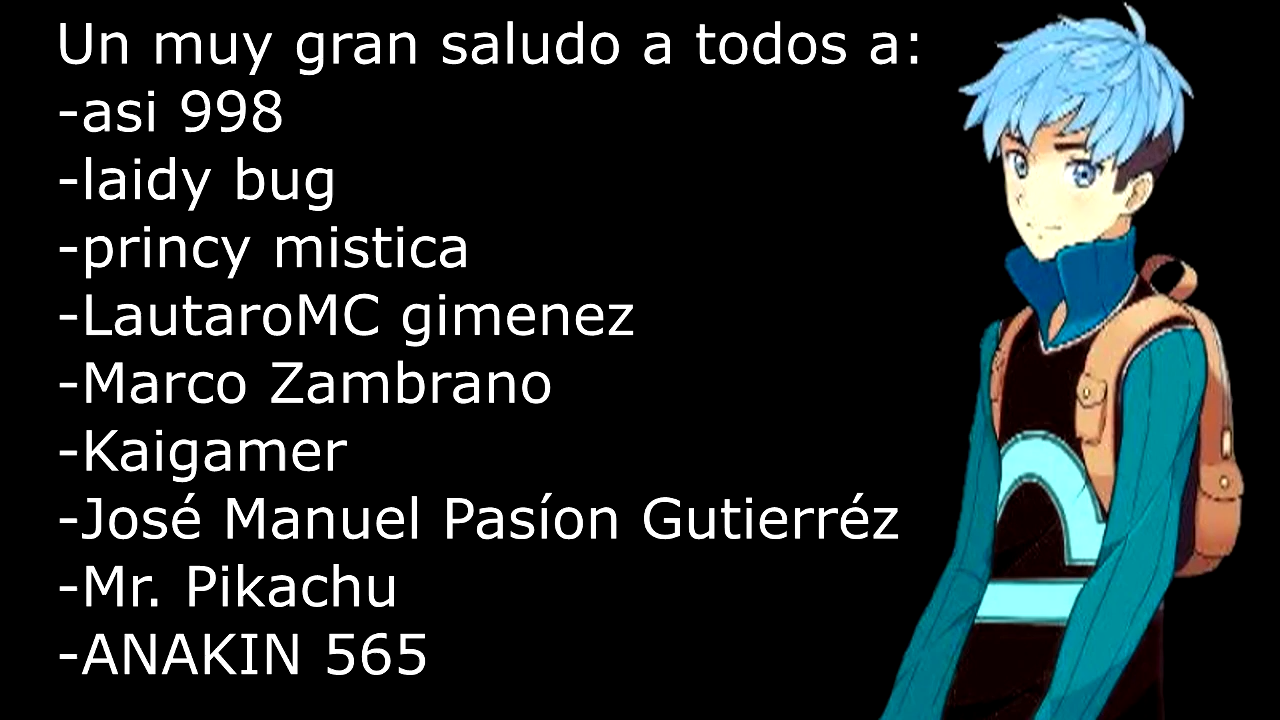 Un muy gran saludo a todos a:
-asi 998
-laidy bug
-princy mistica
-LautaroMC gimenez
-Marco Zambrano
-Kaigamer
-José Manuel Pasíon Gutierréz
-Mr. Pikachu
-ANAKIN 565